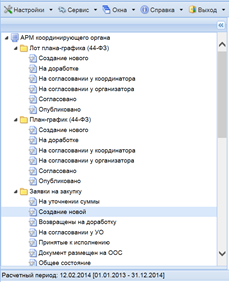 Настройки Сервис Окна Справка Выход
АРМ координирующего органа
Лот плана-графика (44-ФЗ)
Создание нового
На доработке
На согласовании у координатора
На согласовании у организатора
Согласовано
Опубликовано
План-график (44-ФЗ)
Создание нового
На доработке
На согласовании у координатора
На согласовании у организатора
Согласовано
Опубликовано
Заявки на закупку
На уточнении суммы
Создание новой
Возвращены на доработку
На согласовании у УО
Принятые к исполнению
Документ размещен на ООС
Общее состояние
Расчетный период: 12.02.2014 [01.01.2013 - 31.12.2014]